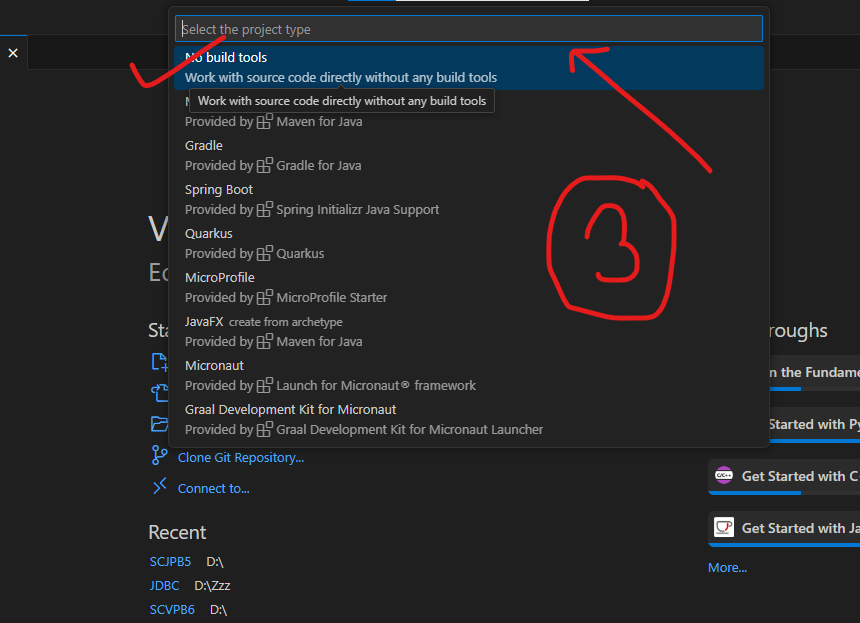 Select the project type
No build tools
Work with source code directly without any build tools
Work with source code directly without any build tools
Provided by Maven for Java
Gradle
Provided by Gradle for Java
Spring Boot
Provided by Spring Initializr Java Support
Quarkus
Provided by Quarkus
MicroProfile
Provided by MicroProfile Starter
JavaFX create from archetype
Provided by Maven for Java
Micronaut
Provided by Launch for Micronaut® framework
Graal Development Kit for Micronaut
Provided by Graal Development Kit for Micronaut Launcher
3
Clone Git Repository...
Connect to...
Recent
SCJPB5 D:\
JDBC D:\Zzz
SCVPB6 D:\
roughs
n the Fundame
Started with Py
C/C++ Get Started with C
Get Started with Ja
More...